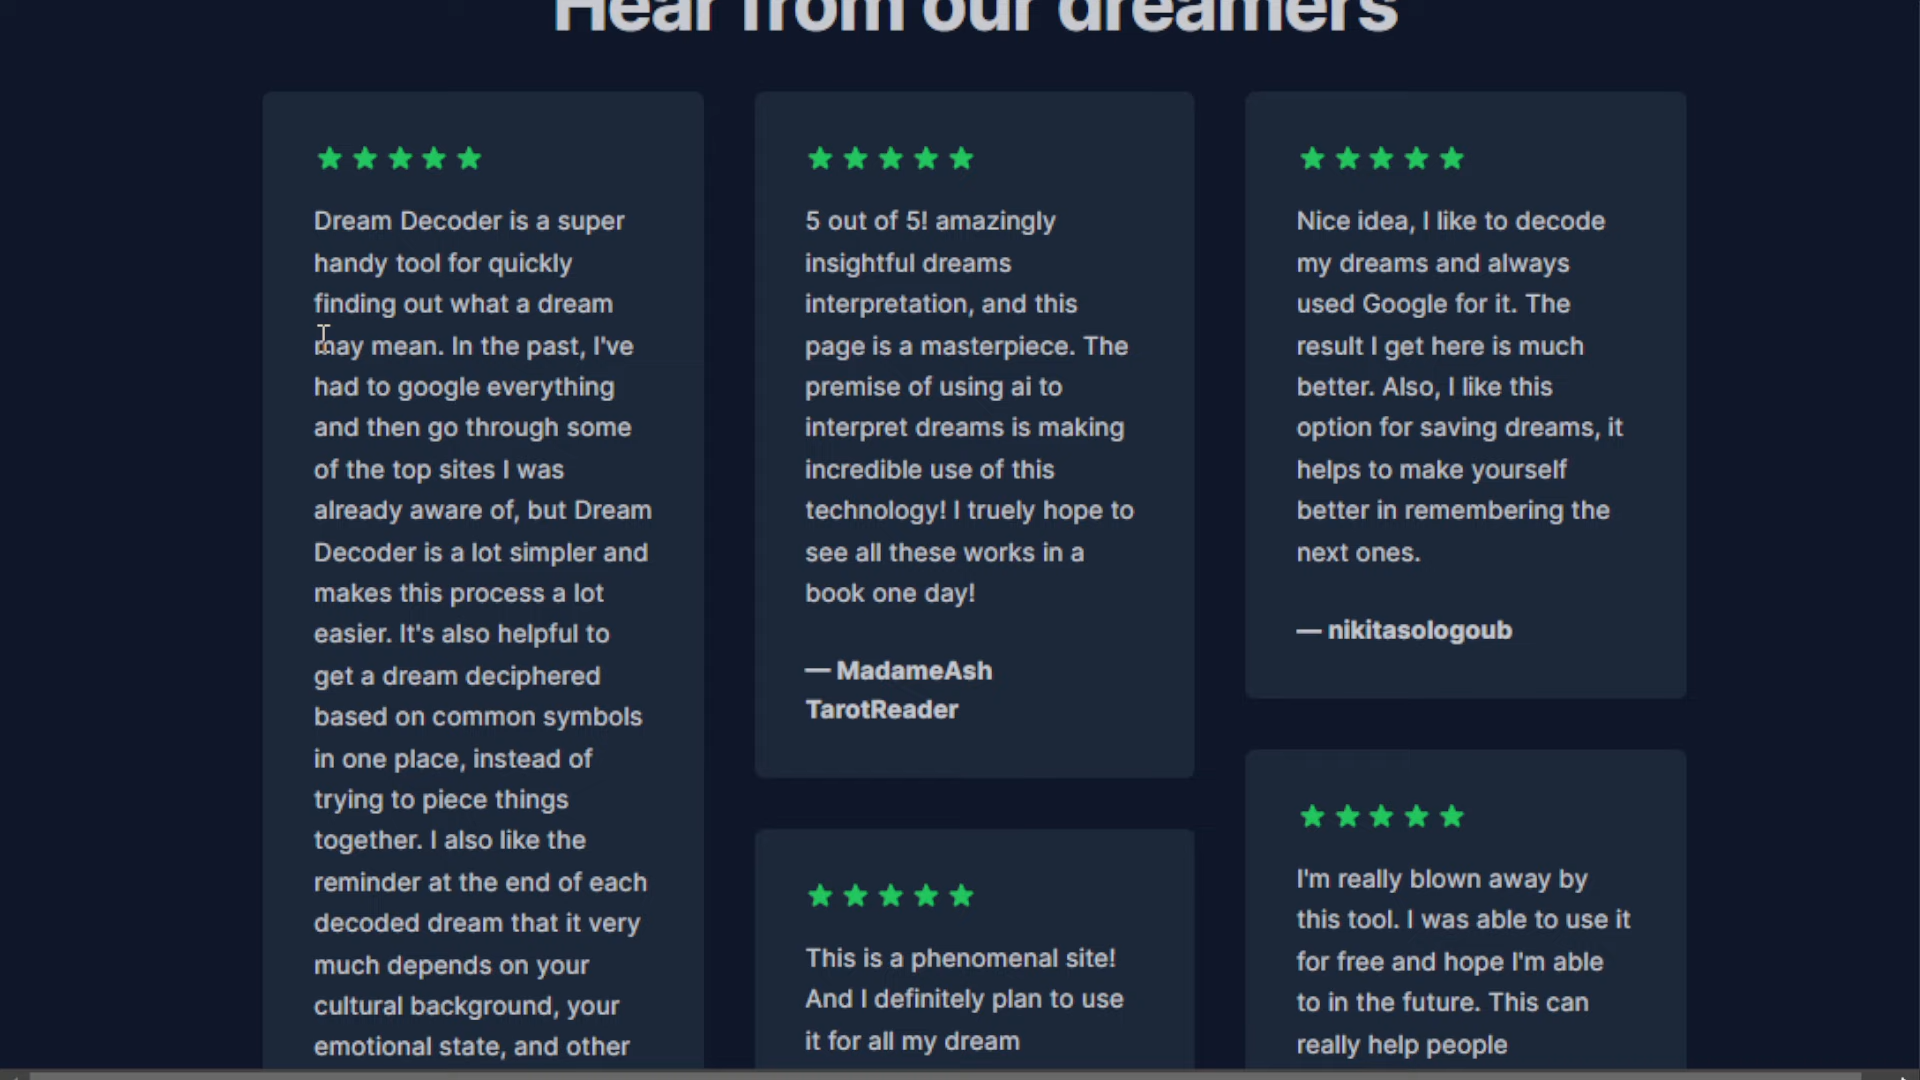 Hear from our dreamers
Dream Decoder is a super
handy tool for quickly
finding out what a dream
may mean. In the past, I've
had to google everything
and then go through some
of the top sites I was
already aware of, but Dream
Decoder is a lot simpler and
makes this process a lot
easier. It's also helpful to
get a dream deciphered
based on common symbols
in one place, instead of
trying to piece things
together. I also like the
reminder at the end of each
decoded dream that it very
much depends on your
cultural background, your
emotional state, and other
5 out of 5! amazingly
insightful dreams
interpretation, and this
page is a masterpiece. The
premise of using ai to
interpret dreams is making
incredible use of this
technology! I truely hope to
see all these works in a
book one day!
— MadameAsh
TarotReader
This is a phenomenal site!
And I definitely plan to use
it for all my dream
Nice idea, I like to decode
my dreams and always
used Google for it. The
result I get here is much
better. Also, I like this
option for saving dreams, it
helps to make yourself
better in remembering the
next ones.
— nikitasologoub
I'm really blown away by
this tool. I was able to use it
for free and hope I'm able
to in the future. This can
really help people